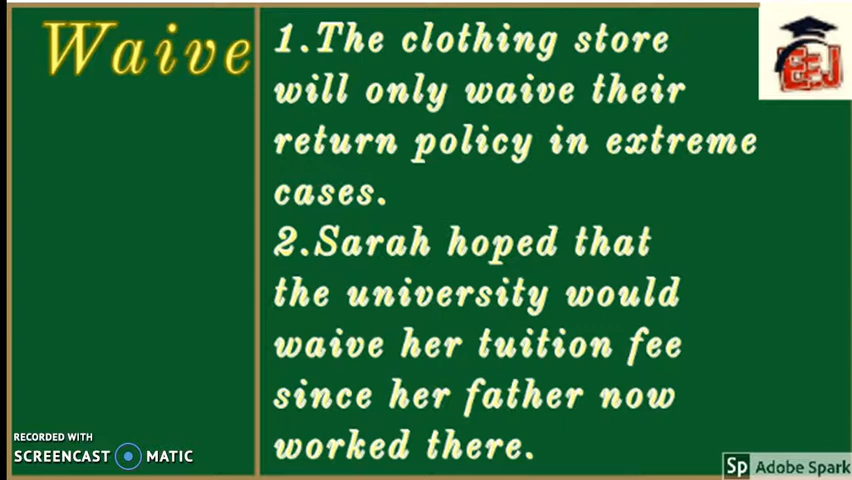 Waive
1.The clothing store
will only waive their
return policy in extreme
cases.
2.Sarah hoped that
the university would
waive her tuition fee
since her father now
worked there.
EEJ
RECORDED WITH
SCREENCAST MATIC
Sp Adobe Spark